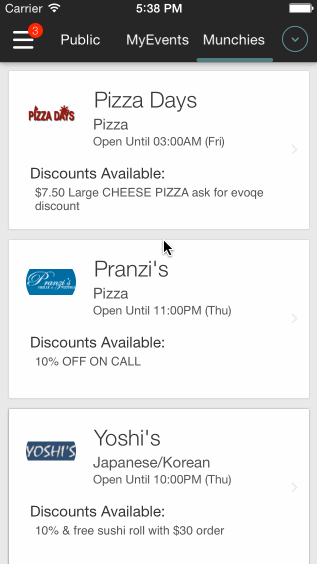 Carrier 5:38 PM
3 Public MyEvents Munchies
PIZZA DAYS
Pizza Days
Pizza
Open Until 03:00AM (Fri)
Discounts Available:
$7.50 Large CHEESE PIZZA ask for evoqe
discount
Pranzi's
Pranzi's
Pizza
Open Until 11:00PM (Thu)
Discounts Available:
10% OFF ON CALL
YOSHI'S
Yoshi's
Japanese/Korean
Open Until 10:00PM (Thu)
Discounts Available:
10% & free sushi roll with $30 order